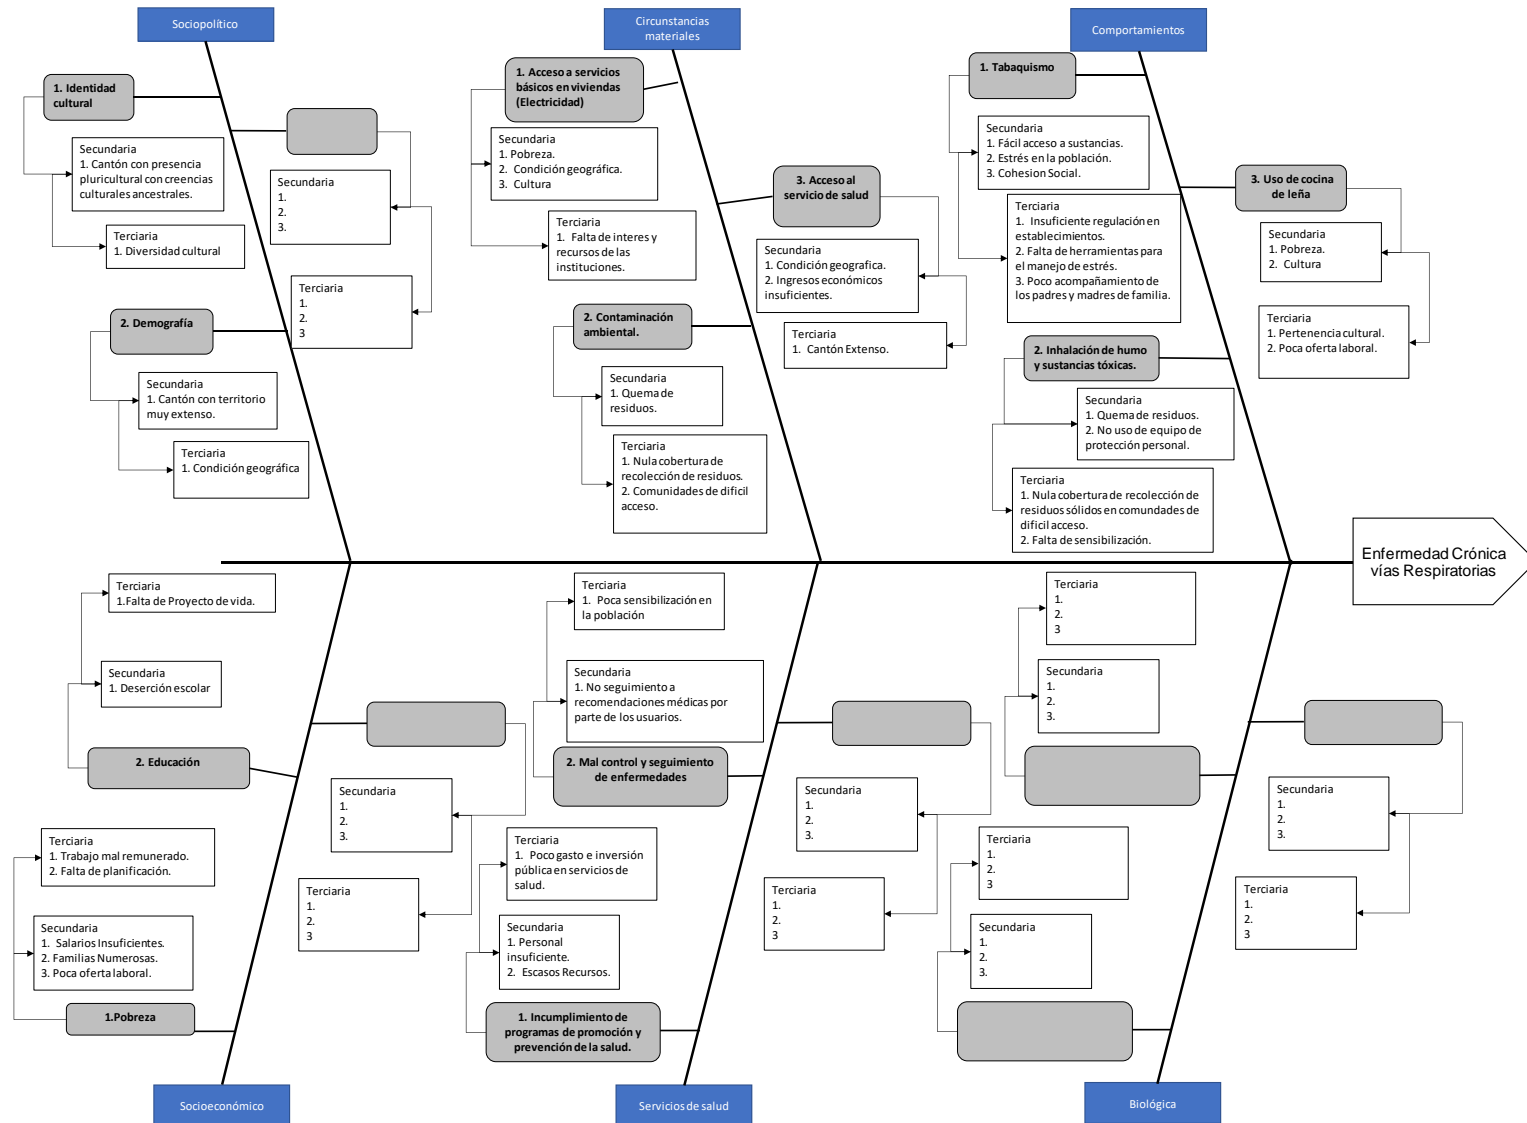 Sociopolítico
1. Identidad
cultural
Secundaria
1. Cantón con presencia
pluricultural con creencias
culturales ancestrales.
Terciaria
1. Diversidad cultural
Secundaria
1.
2.
3.
Terciaria
1.
2.
3
2. Demografía
Secundaria
1. Cantón con territorio
muy extenso.
Terciaria
1. Condición geográfica
Circunstancias
materiales
1. Acceso a servicios
básicos en viviendas
(Electricidad)
Secundaria
1. Pobreza.
2. Condición geográfica.
3. Cultura
Terciaria
1. Falta de interes y
recursos de las
instituciones.
3. Acceso al
servicio de salud
Secundaria
1. Condición geografica.
2. Ingresos económicos
insuficientes.
Terciaria
1. Cantón Extenso.
2. Contaminación
ambiental.
Secundaria
1. Quema de
residuos.
Terciaria
1. Nula cobertura de
recolección de residuos.
2. Comunidades de dificil
acceso.
Comportamientos
1. Tabaquismo
Secundaria
1. Fácil acceso a sustancias.
2. Estrés en la población.
3. Cohesion Social.
Terciaria
1. Insuficiente regulación en
establecimientos.
2. Falta de herramientas para
el manejo de estrés.
3. Poco acompañamiento de
los padres y madres de familia.
3. Uso de cocina
de leña
Secundaria
1. Pobreza.
2. Cultura
Terciaria
1. Pertenencia cultural.
2. Poca oferta laboral.
2. Inhalación de humo
y sustancias tóxicas.
Secundaria
1. Quema de residuos.
2. No uso de equipo de
protección personal.
Terciaria
1. Nula cobertura de recolección de
residuos sólidos en comundades de
dificil acceso.
2. Falta de sensibilización.
Enfermedad Crónica
vías Respiratorias
Terciaria
1.Falta de Proyecto de vida.
Secundaria
1. Deserción escolar
2. Educación
Terciaria
1. Trabajo mal remunerado.
2. Falta de planificación.
Secundaria
1. Salarios Insuficientes.
2. Familias Numerosas.
3. Poca oferta laboral.
1.Pobreza
Secundaria
1.
2.
3.
Terciaria
1.
2.
3
Socioeconómico
Terciaria
1. Poca sensibilización en
la población
Secundaria
1. No seguimiento a
recomendaciones médicas por
parte de los usuarios.
2. Mal control y seguimiento
de enfermedades
Terciaria
1. Poco gasto e inversión
pública en servicios de
salud.
Secundaria
1. Personal
insuficiente.
2. Escasos Recursos.
1. Incumplimiento de
programas de promoción y
prevención de la salud.
Secundaria
1.
2.
3.
Terciaria
1.
2.
3
Servicios de salud
Terciaria
1.
2.
3
Secundaria
1.
2.
3.
Terciaria
1.
2.
3
Secundaria
1.
2.
3.
Secundaria
1.
2.
3.
Terciaria
1.
2.
3
Biológica